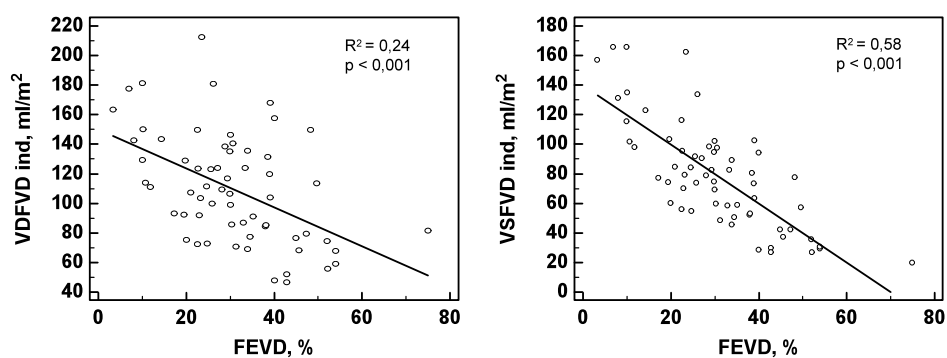 220
200
180
160
140
120
100
80
60
40
VDFVD ind, ml/m²
R² = 0,24
p < 0,001
0 20 40 60 80
FEVD, %
180
160
140
120
100
80
60
40
20
0
VSFVD ind, ml/m²
R² = 0,58
p < 0,001
0 20 40 60 80
FEVD, %